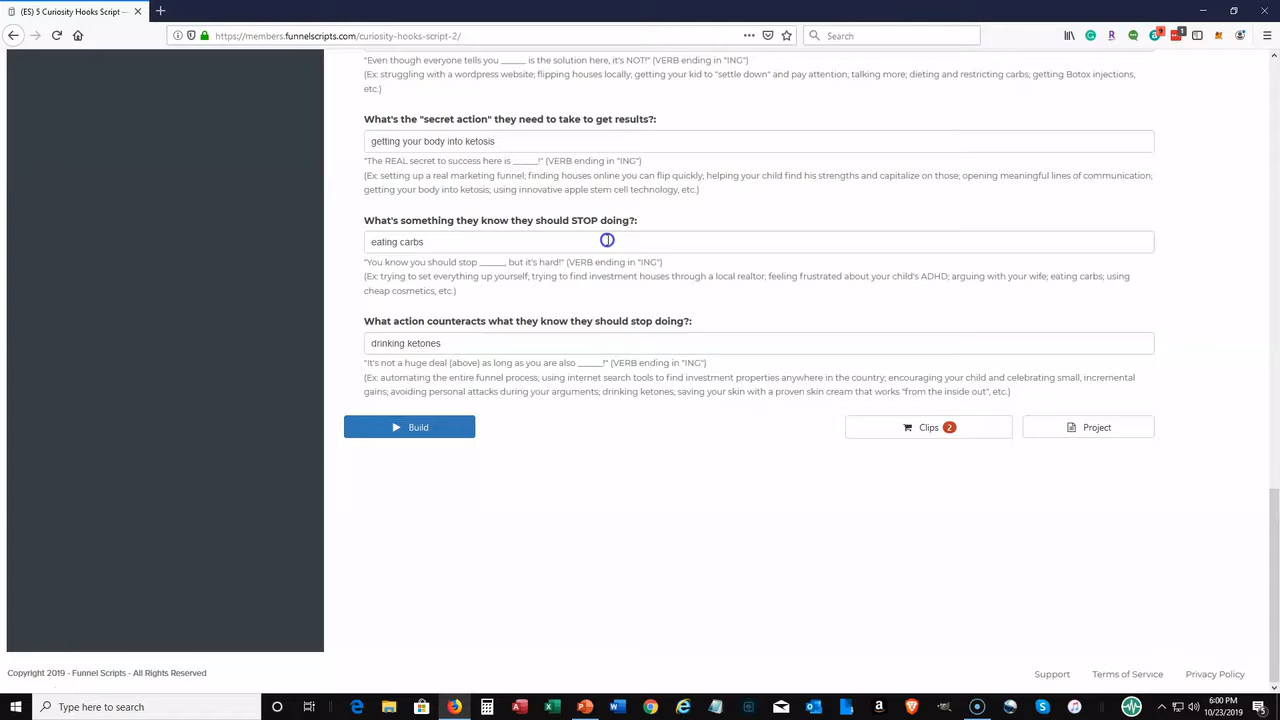 (ES) 5 Curiosity Hooks Script —
https://members.funnelscripts.com/curiosity-hooks-script-2/
Search
9
1
"Even though everyone tells you ______ is the solution here, it's NOT!" (VERB ending in "ING")
(Ex: struggling with a wordpress website; flipping houses locally; getting your kid to "settle down" and pay attention; talking more; dieting and restricting carbs; getting Botox injections,
etc.)
What's the "secret action" they need to take to get results?:
getting your body into ketosis
"The REAL secret to success here is ______!" (VERB ending in "ING")
(Ex: setting up a real marketing funnel; finding houses online you can flip quickly; helping your child find his strengths and capitalize on those; opening meaningful lines of communication;
getting your body into ketosis; using innovative apple stem cell technology, etc.)
What's something they know they should STOP doing?:
eating carbs
"You know you should stop ______, but it's hard!" (VERB ending in "ING")
(Ex: trying to set everything up yourself; trying to find investment houses through a local realtor, feeling frustrated about your child's ADHD; arguing with your wife; eating carbs; using
cheap cosmetics, etc.)
What action counteracts what they know they should stop doing?:
drinking ketones
"It's not a huge deal (above) as long as you are also ______!" (VERB ending in "ING")
(Ex: automating the entire funnel process; using internet search tools to find investment properties anywhere in the country; encouraging your child and celebrating small, incremental
gains; avoiding personal attacks during your arguments; drinking ketones, saving your skin with a proven skin cream that works "from the inside out", etc.)
Build
Clips 2
Project
Copyright 2019 - Funnel Scripts - All Rights Reserved
Support
Terms of Service
Privacy Policy
Type here to search
6:00 PM
10/23/2019